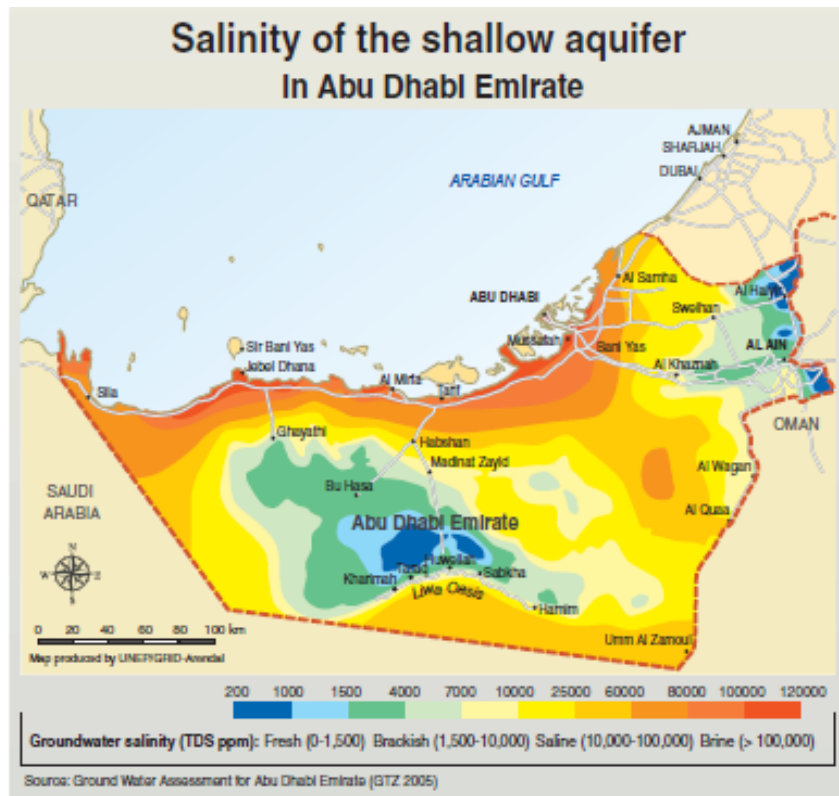 Salinity of the shallow aquifer
In Abu Dhabi Emirate
AJMAN
SHARJAH
DUBAI
ARABIAN GULF
QATAR
Al Samha
ABU DHABI
Al Haiyir
Sweihan
Mussafah
Bani Yas
Sir Bani Yas
AL AIN
Jebel Dhana
Al Khaznah
Al Mirfa
Tarif
Sila
OMAN
Ghayathi
Habshan
Madinat Zayid
Al Wagan
Bu Hasa
SAUDI
ARABIA
Al Quaa
Abu Dhabi Emirate
N
W
E
S
Huwailah
Taraq
Sabkha
Kharimah
Liwa Oasis
Hamim
0 20 40 60 80 100 km
Umm Al Zamoul
Map produced by UNEP/GRID-Arendal
200 1000 1500 4000 7000 10000 25000 60000 80000 100000 120000
Groundwater salinity (TDS ppm): Fresh (0-1,500) Brackish (1,500-10,000) Saline (10,000-100,000) Brine (> 100,000)
Source: Ground Water Assessment for Abu Dhabi Emirate (GTZ 2005)